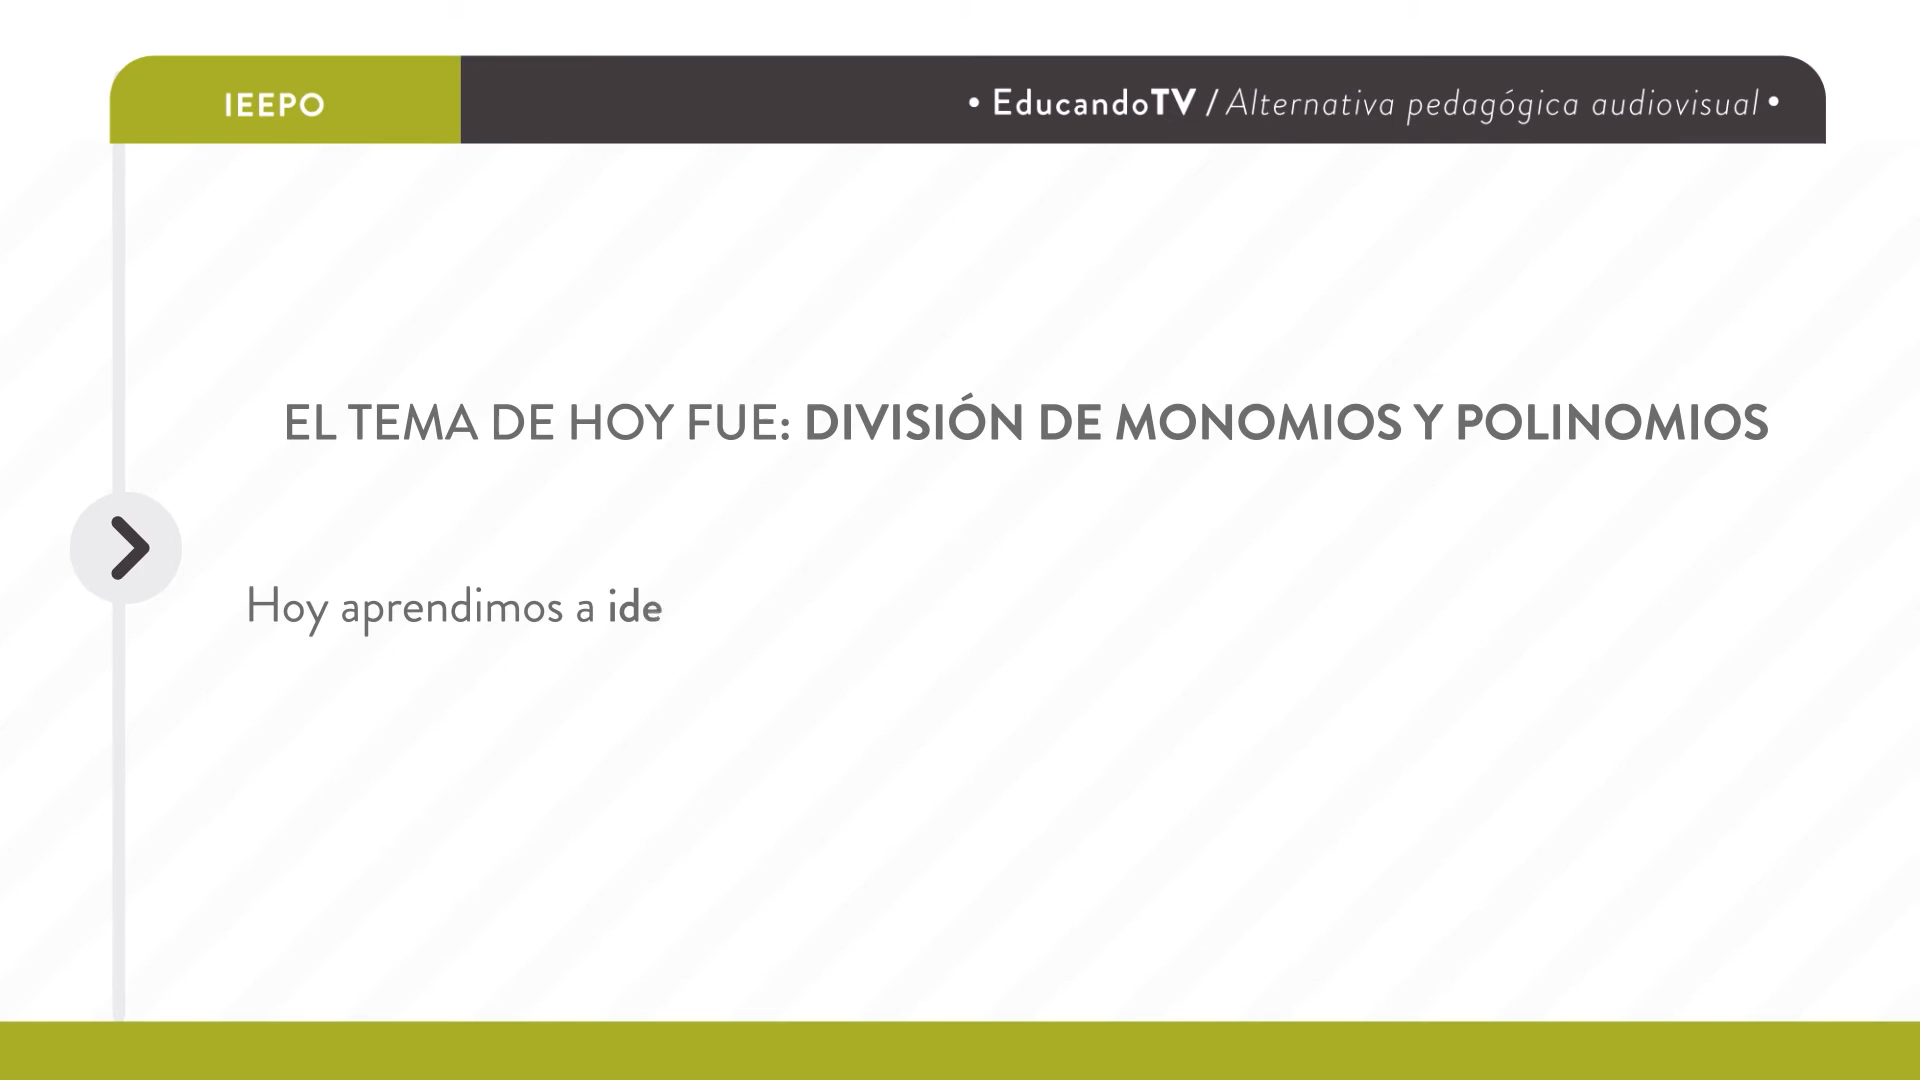 IEEPO
• EducandoTV / Alternativa pedagógica audiovisual •
EL TEMA DE HOY FUE: DIVISIÓN DE MONOMIOS Y POLINOMIOS
Hoy aprendimos a ide